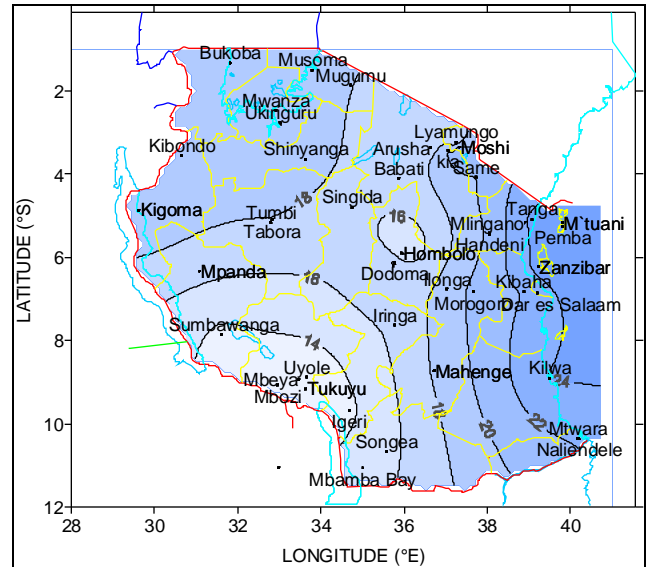 Bukoba
Musoma
Mugumu
2
Mwanza
Ukinguru
Lyamungo
Kibondo
Shinyanga
Arusha
Moshi
kia
Babati
Same
4
18
Singida
Kigoma
Tumbi
Tabora
16
Tanga
Mlingano
M`tuani
Pemba
Handeni
6
Hombolo
Zanzibar
Mpanda
16
Dodoma
Ilonga
Kibaha
Morogoro
Dar es Salaam
Iringa
Sumbawanga
14
8
Uyole
Mahenge
Kilwa
Mbeya
Tukuyu
24
Mbozi
10
Igeri
18
20
22
Mtwara
Songea
Naliendele
Mbamba Bay
12
28
30
32
34
36
38
40
LATITUDE (°S)
LONGITUDE (°E)